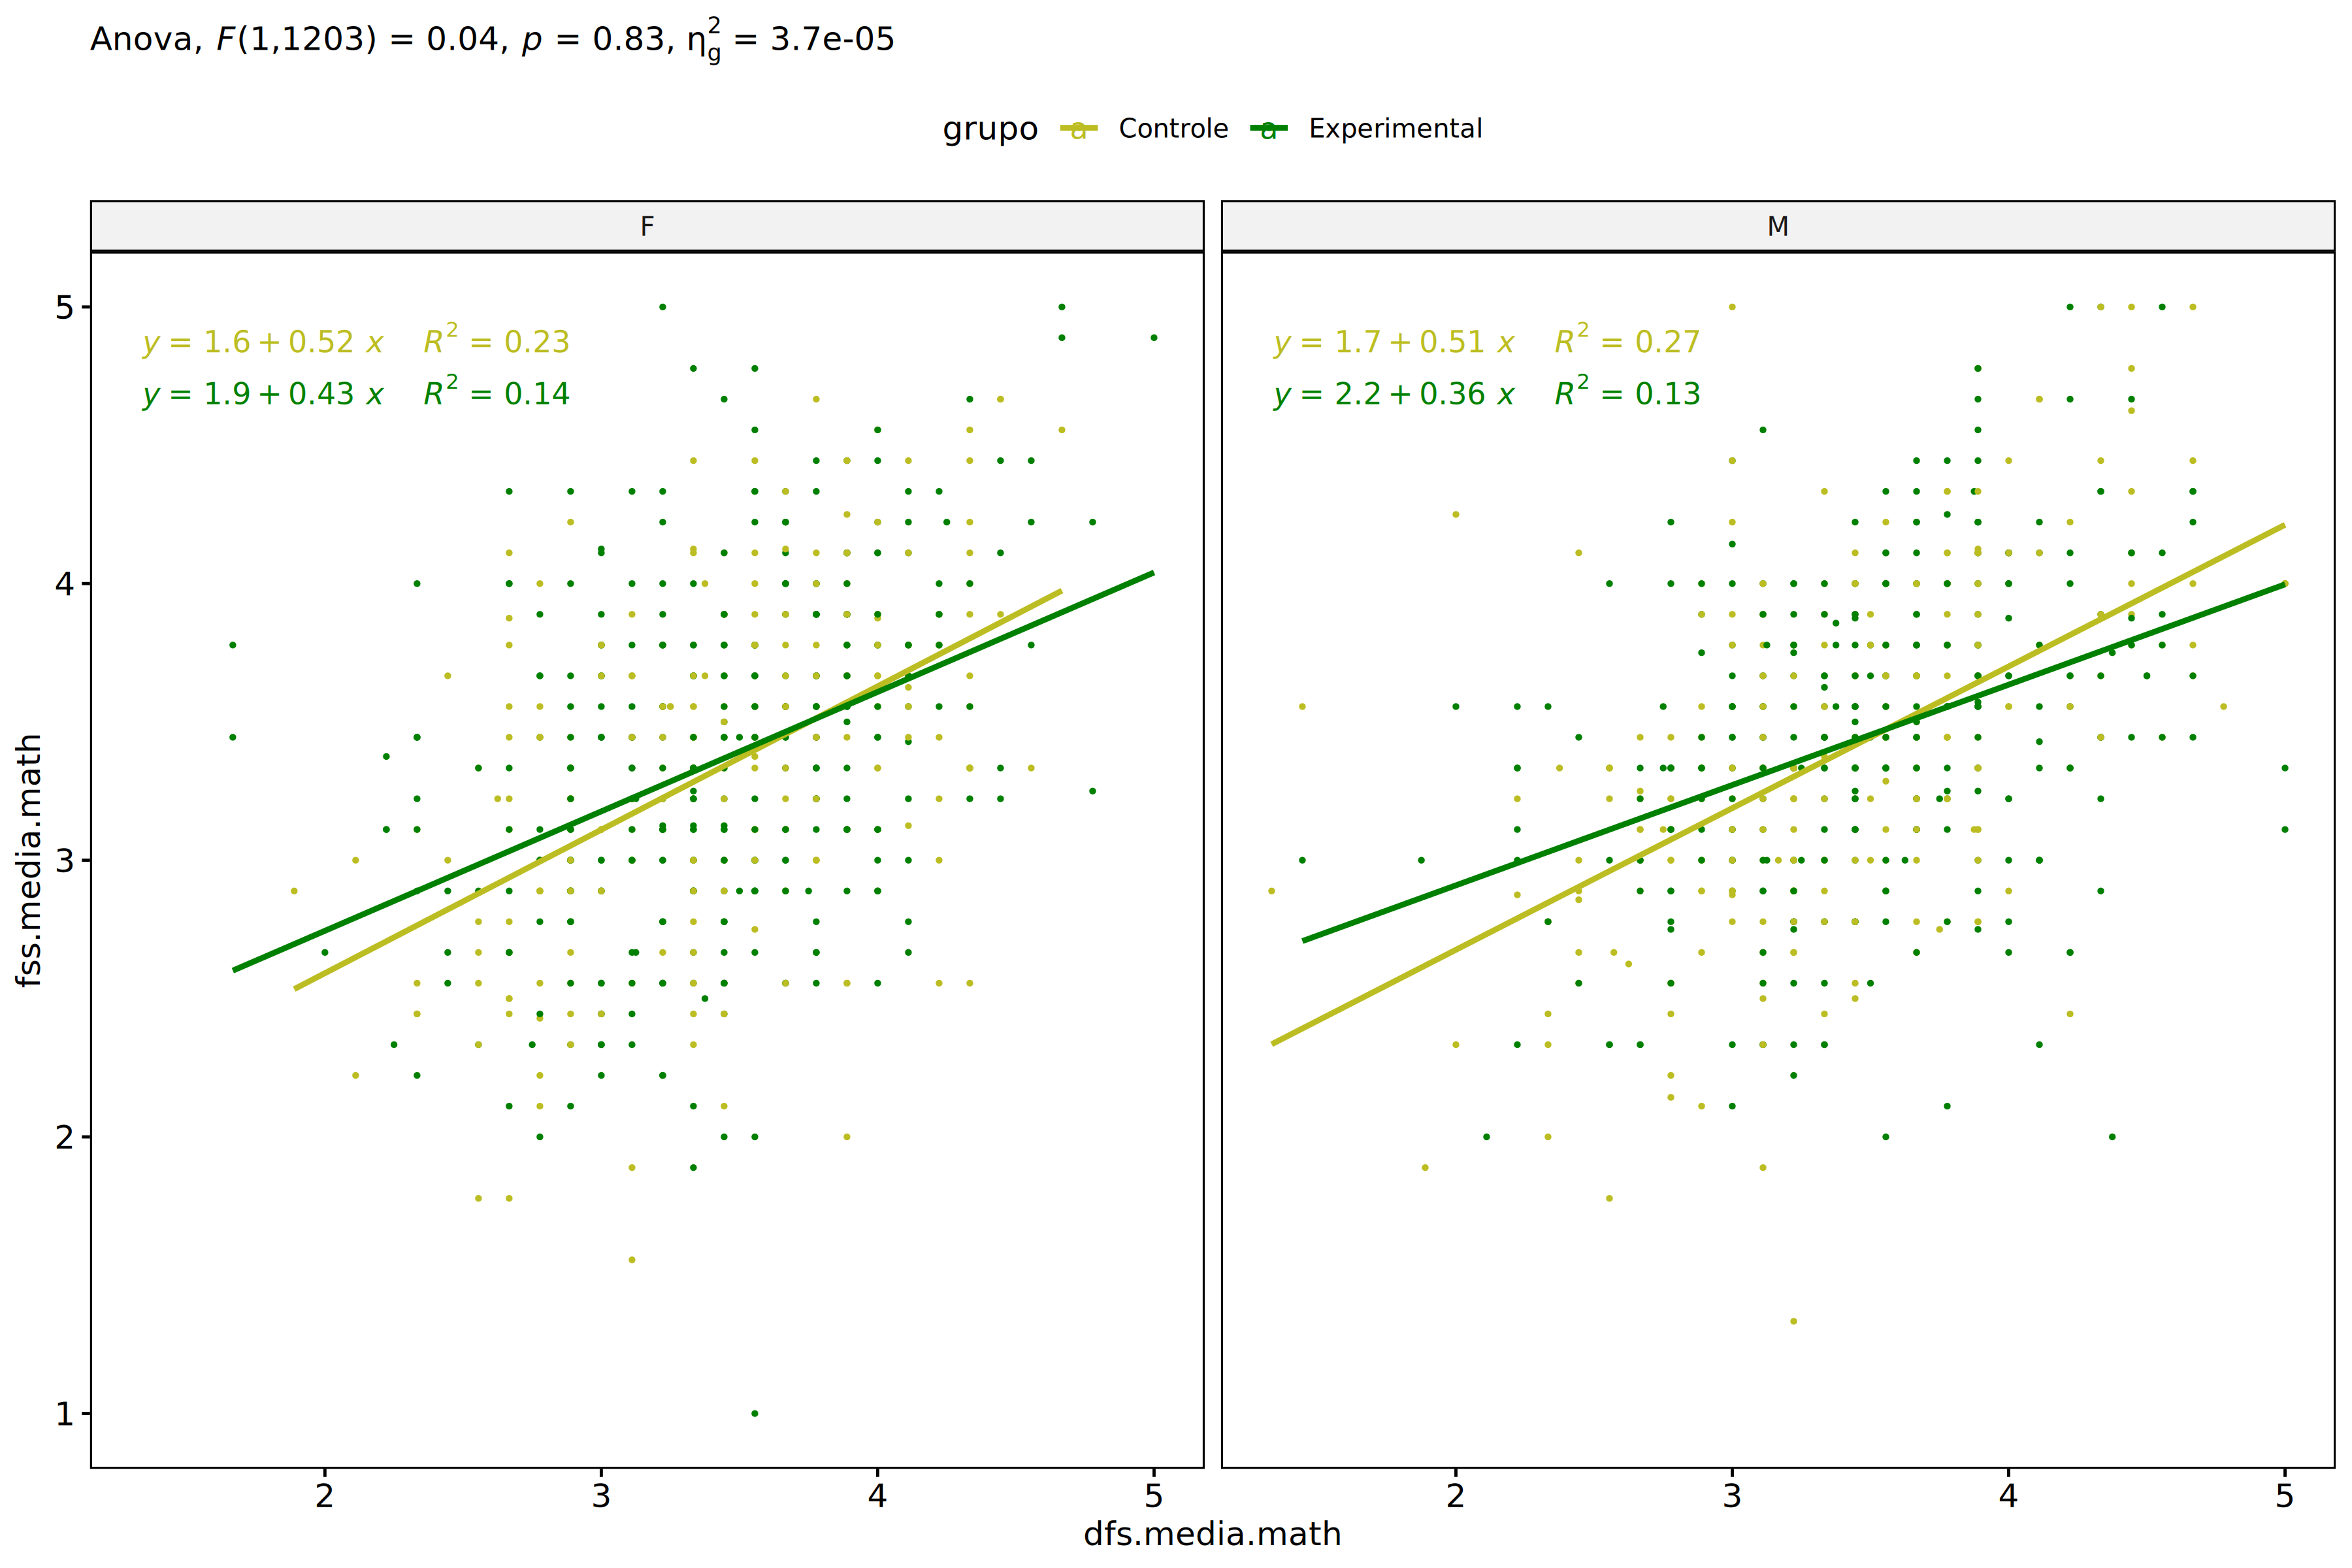 Anova, F(1,1203) = 0.04, p = 0.83, η²g = 3.7e-05
grupo a Controle a Experimental
F
M
y = 1.6 + 0.52 x R² = 0.23
y = 1.9 + 0.43 x R² = 0.14
y = 1.7 + 0.51 x R² = 0.27
y = 2.2 + 0.36 x R² = 0.13
5
4
3
2
1
fss.media.math
2 3 4 5
2 3 4 5
dfs.media.math